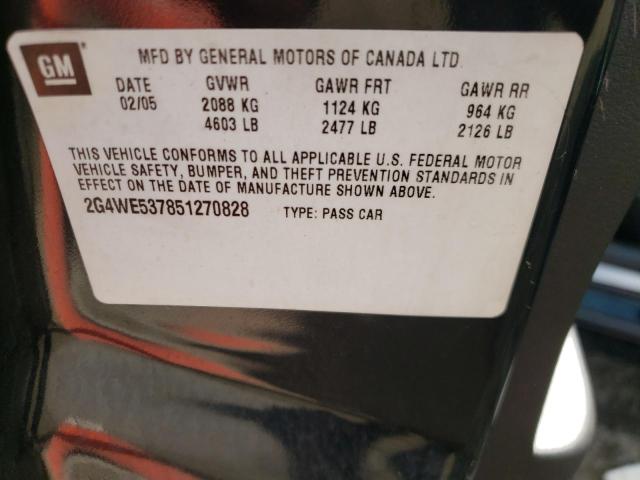 GM
MFD BY GENERAL MOTORS OF CANADA LTD
DATE GVWR GAWR FRT GAWR RR
02/05 2088 KG 1124 KG 964 KG
4603 LB 2477 LB 2126 LB
THIS VEHICLE CONFORMS TO ALL APPLICABLE U.S. FEDERAL MOTOR
VEHICLE SAFETY, BUMPER, AND THEFT PREVENTION STANDARDS IN
EFFECT ON THE DATE OF MANUFACTURE SHOWN ABOVE.
2G4WE537851270828 TYPE: PASS CAR